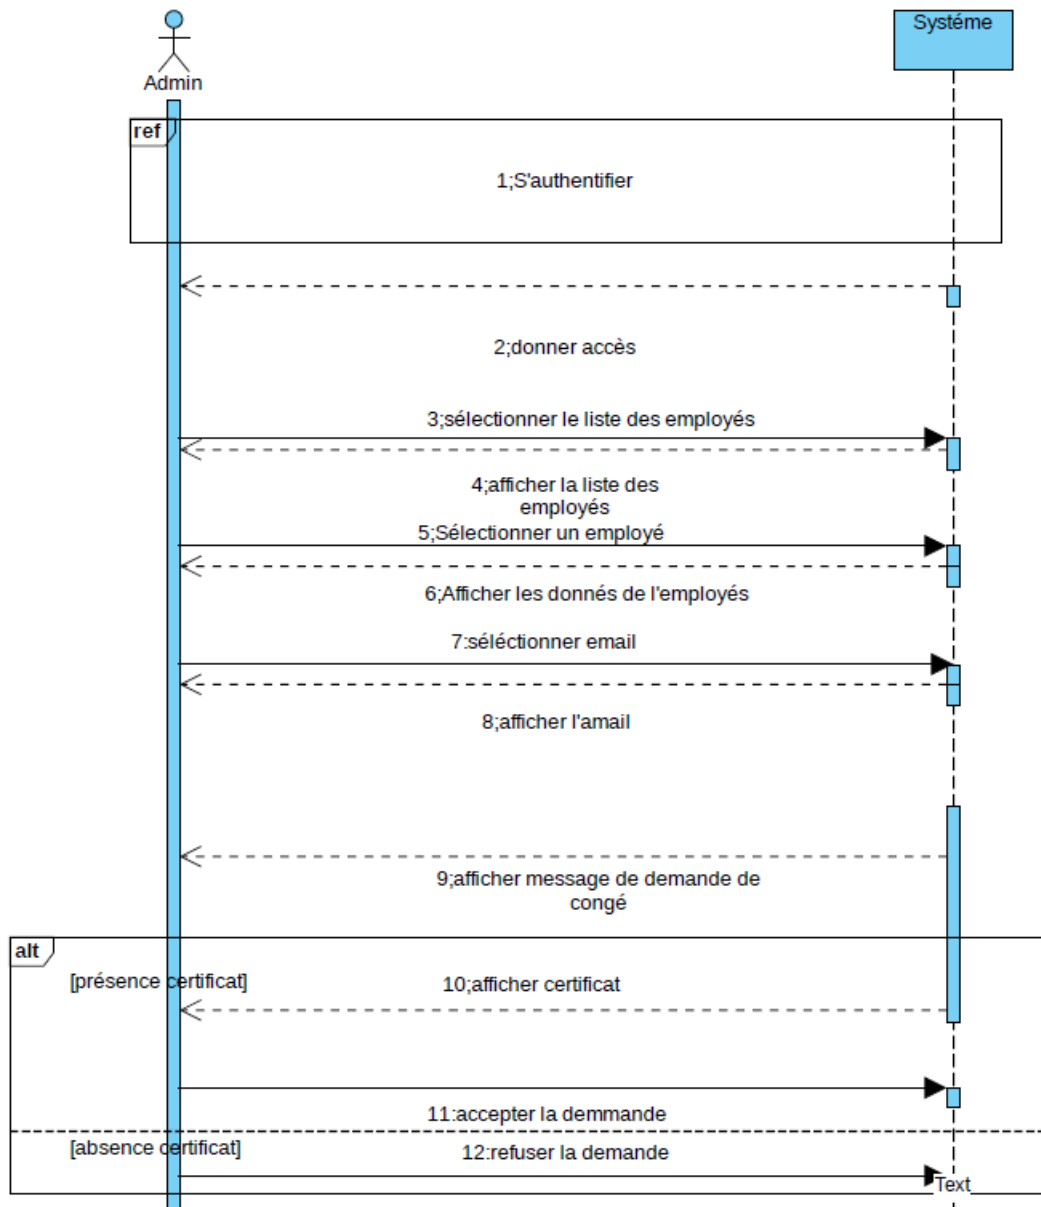 Systéme
Admin
ref
1;S'authentifier
2;donner accès
3;sélectionner le liste des employés
4;afficher la liste des
employés
5;Sélectionner un employé
6;Afficher les donnés de l'employés
7:séléctionner email
8;afficher l'amail
9;afficher message de demande de
congé
alt
[présence certificat]
10;afficher certificat
11:accepter la demmande
[absence certificat]
12:refuser la demande
Text